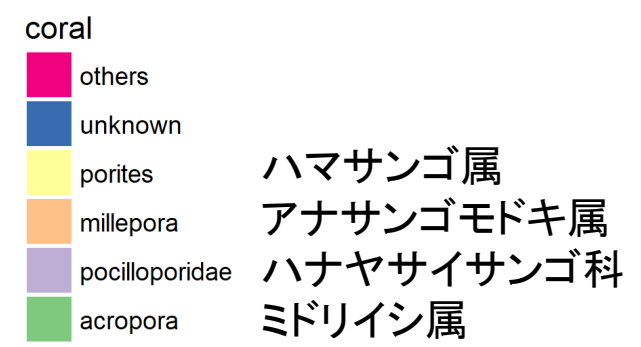 coral
others
unknown
porites ハマサンゴ属
millepora アナサンゴモドキ属
pocilloporidae ハナヤサイサンゴ科
acropora ミドリイシ属